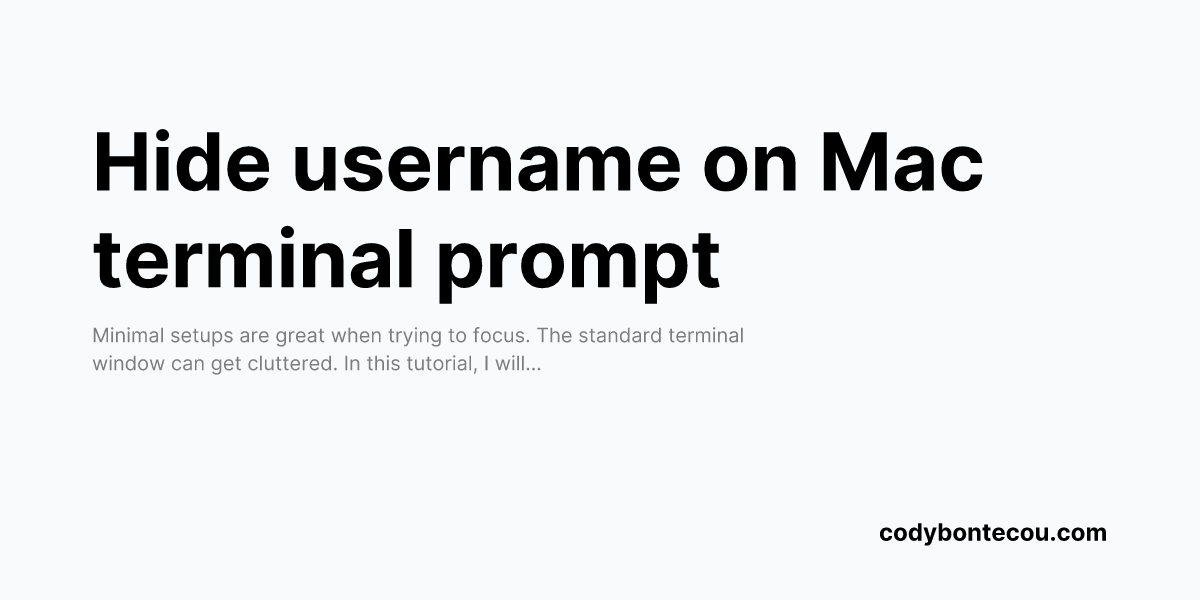 Hide username on Mac
terminal prompt
Minimal setups are great when trying to focus. The standard terminal
window can get cluttered. In this tutorial, I will...
codybontecou.com